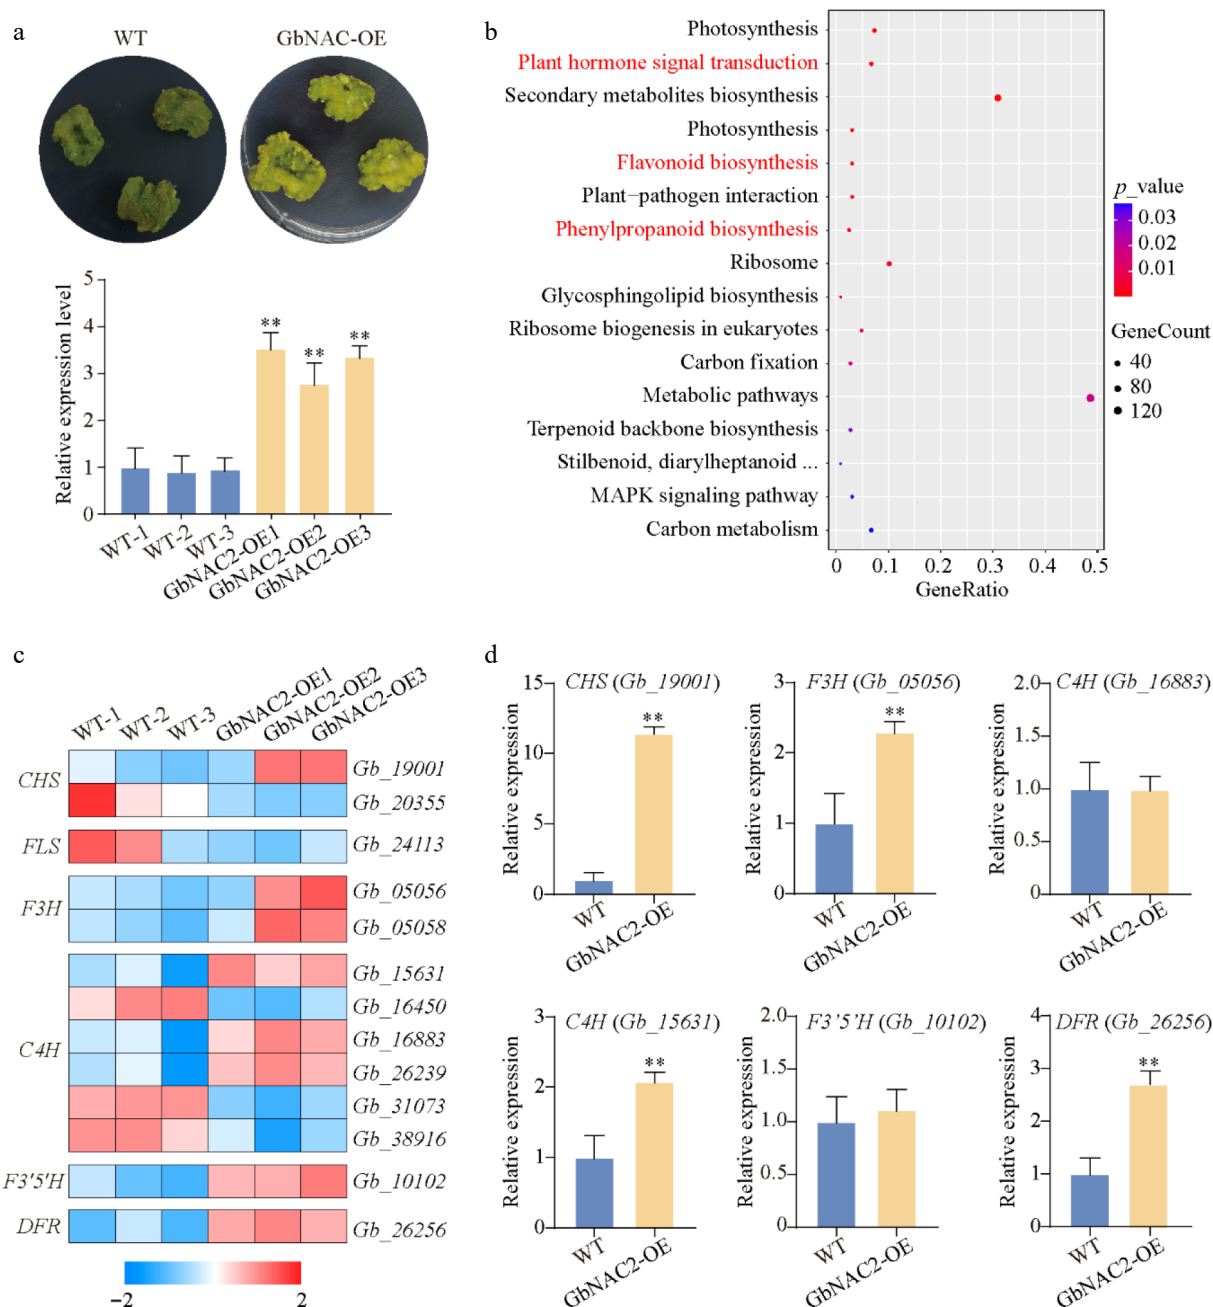 a
WT
GbNAC-OE
Relative expression level
5
4
3
2
1
0
**
**
**
WT-1
WT-2
WT-3
GbNAC2-OE1
GbNAC2-OE2
GbNAC2-OE3
b
Photosynthesis
Plant hormone signal transduction
Secondary metabolites biosynthesis
Photosynthesis
Flavonoid biosynthesis
Plant−pathogen interaction
Phenylpropanoid biosynthesis
Ribosome
Glycosphingolipid biosynthesis
Ribosome biogenesis in eukaryotes
Carbon fixation
Metabolic pathways
Terpenoid backbone biosynthesis
Stilbenoid, diarylheptanoid ...
MAPK signaling pathway
Carbon metabolism
0 0.1 0.2 0.3 0.4 0.5
GeneRatio
p_value
0.03
0.02
0.01
GeneCount
40
80
120
c
WT-1
WT-2
WT-3
GbNAC2-OE1
GbNAC2-OE2
GbNAC2-OE3
CHS
Gb_19001
Gb_20355
FLS
Gb_24113
F3H
Gb_05056
Gb_05058
C4H
Gb_15631
Gb_16450
Gb_16883
Gb_26239
Gb_31073
Gb_38916
F3'5'H
Gb_10102
DFR
Gb_26256
−2
2
d
CHS (Gb_19001)
Relative expression
15
10
5
0
**
WT
GbNAC2-OE
F3H (Gb_05056)
Relative expression
3
2
1
0
**
WT
GbNAC2-OE
C4H (Gb_16883)
Relative expression
2.0
1.5
1.0
0.5
0
WT
GbNAC2-OE
C4H (Gb_15631)
Relative expression
3
2
1
0
**
WT
GbNAC2-OE
F3’5’H (Gb_10102)
Relative expression
2.0
1.5
1.0
0.5
0
WT
GbNAC2-OE
DFR (Gb_26256)
Relative expression
4
3
2
1
0
**
WT
GbNAC2-OE